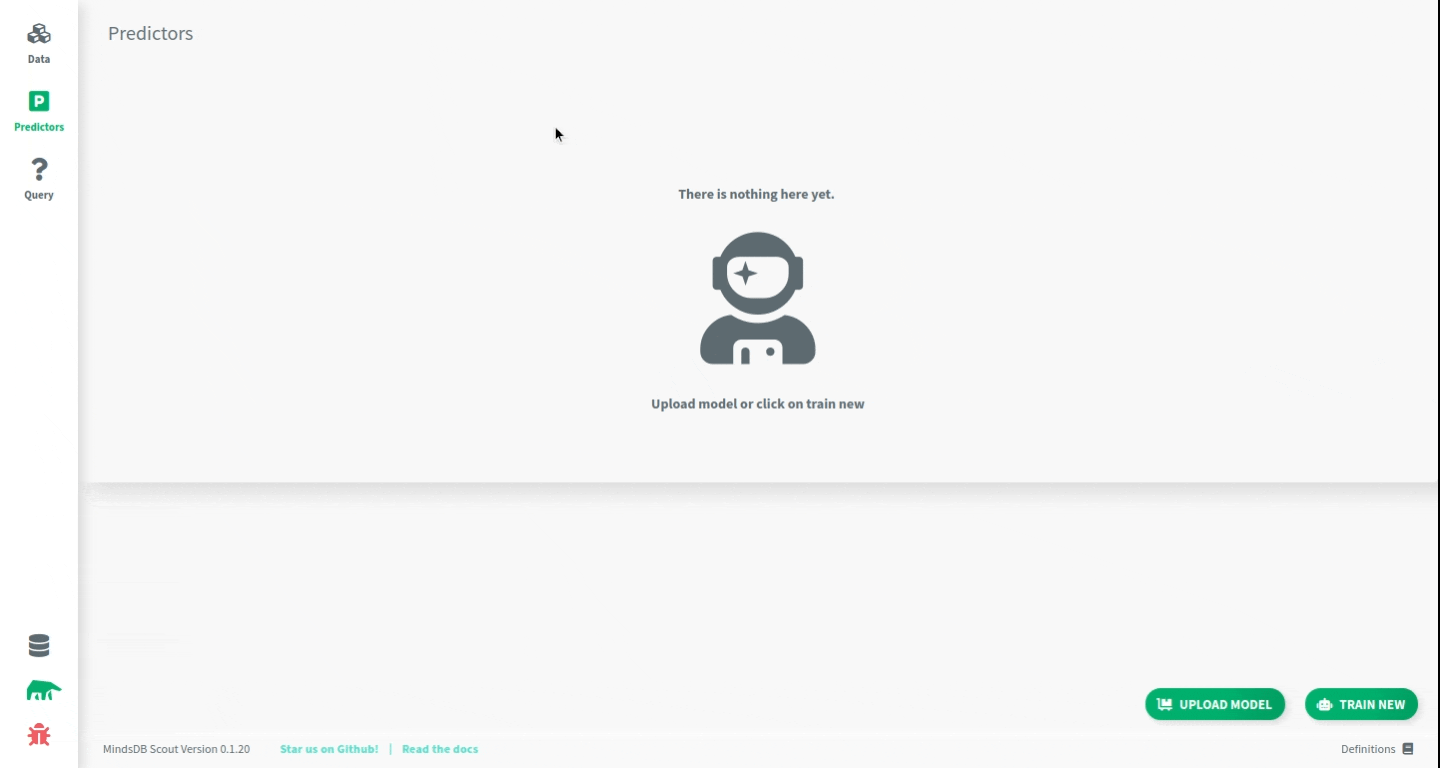 Predictors
Data
P
Predictors
?
Query
There is nothing here yet.
Upload model or click on train new
UPLOAD MODEL
TRAIN NEW
MindsDB Scout Version 0.1.20
Star us on Github! | Read the docs
Definitions